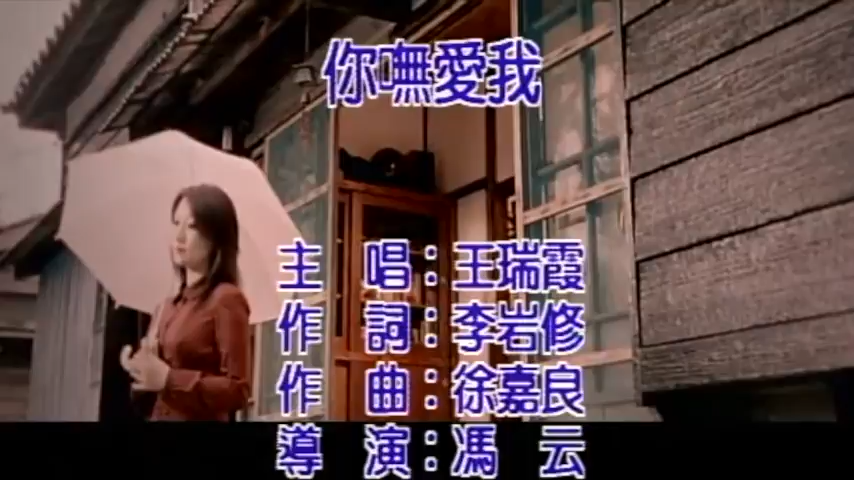 你嘸愛我
主　唱：王瑞霞
作　詞：李岩修
作　曲：徐嘉良
導　演：馮　云